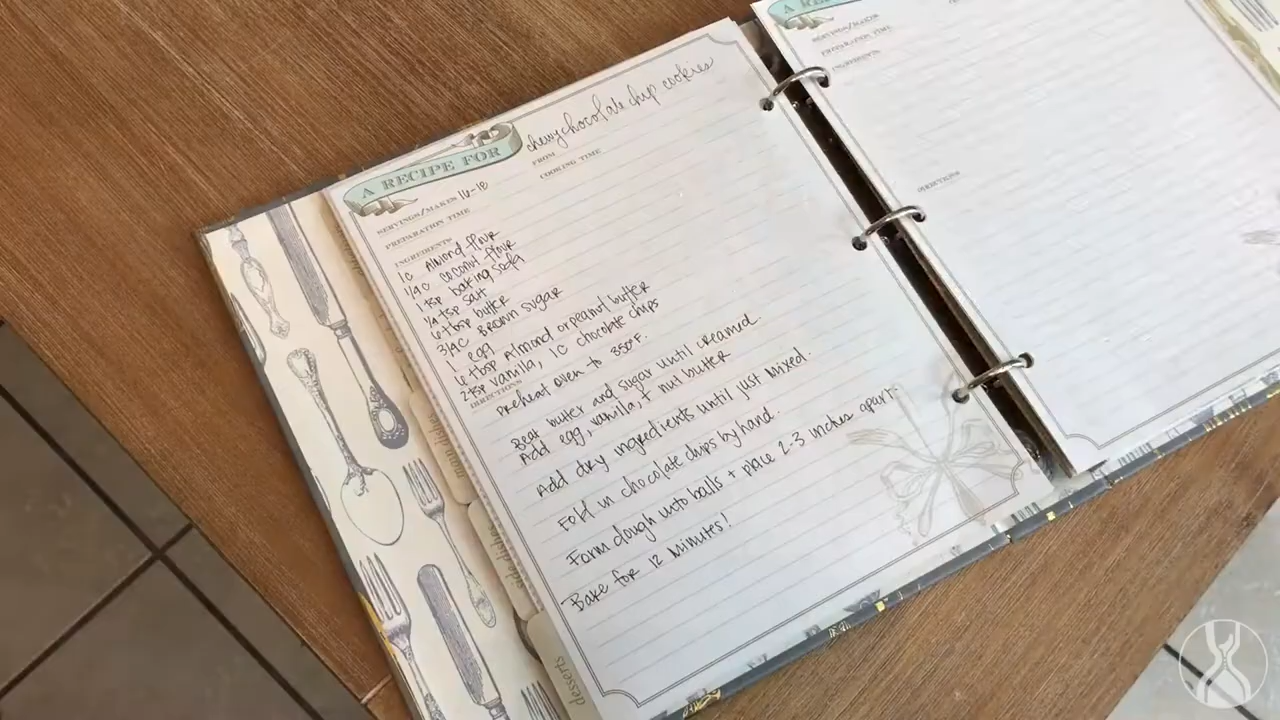 A RECIPE FOR chewy chocolate chip cookies
FROM
SERVINGS/MAKES 16-18
COOKING TIME
PREPARATION TIME
INGREDIENTS
1c Almond flour
1/4c coconut flour
1 tsp baking soda
1/4 tsp salt
6 tbsp butter
3/4c Brown sugar
1 egg
6 tbsp Almond or peanut butter
2 tsp vanilla, 1c chocolate chips
DIRECTIONS
Preheat oven to 350°F.
Beat butter and sugar until creamed.
Add egg, vanilla, + nut butter
Add dry ingredients until just mixed.
Fold in chocolate chips by hand.
Form dough into balls + place 2-3 inches apart.
Bake for 12 minutes!
main dishes
side dishes
desserts
A RECIPE
SERVINGS/MAKES
PREPARATION TIME
INGREDIENTS
DIRECTIONS